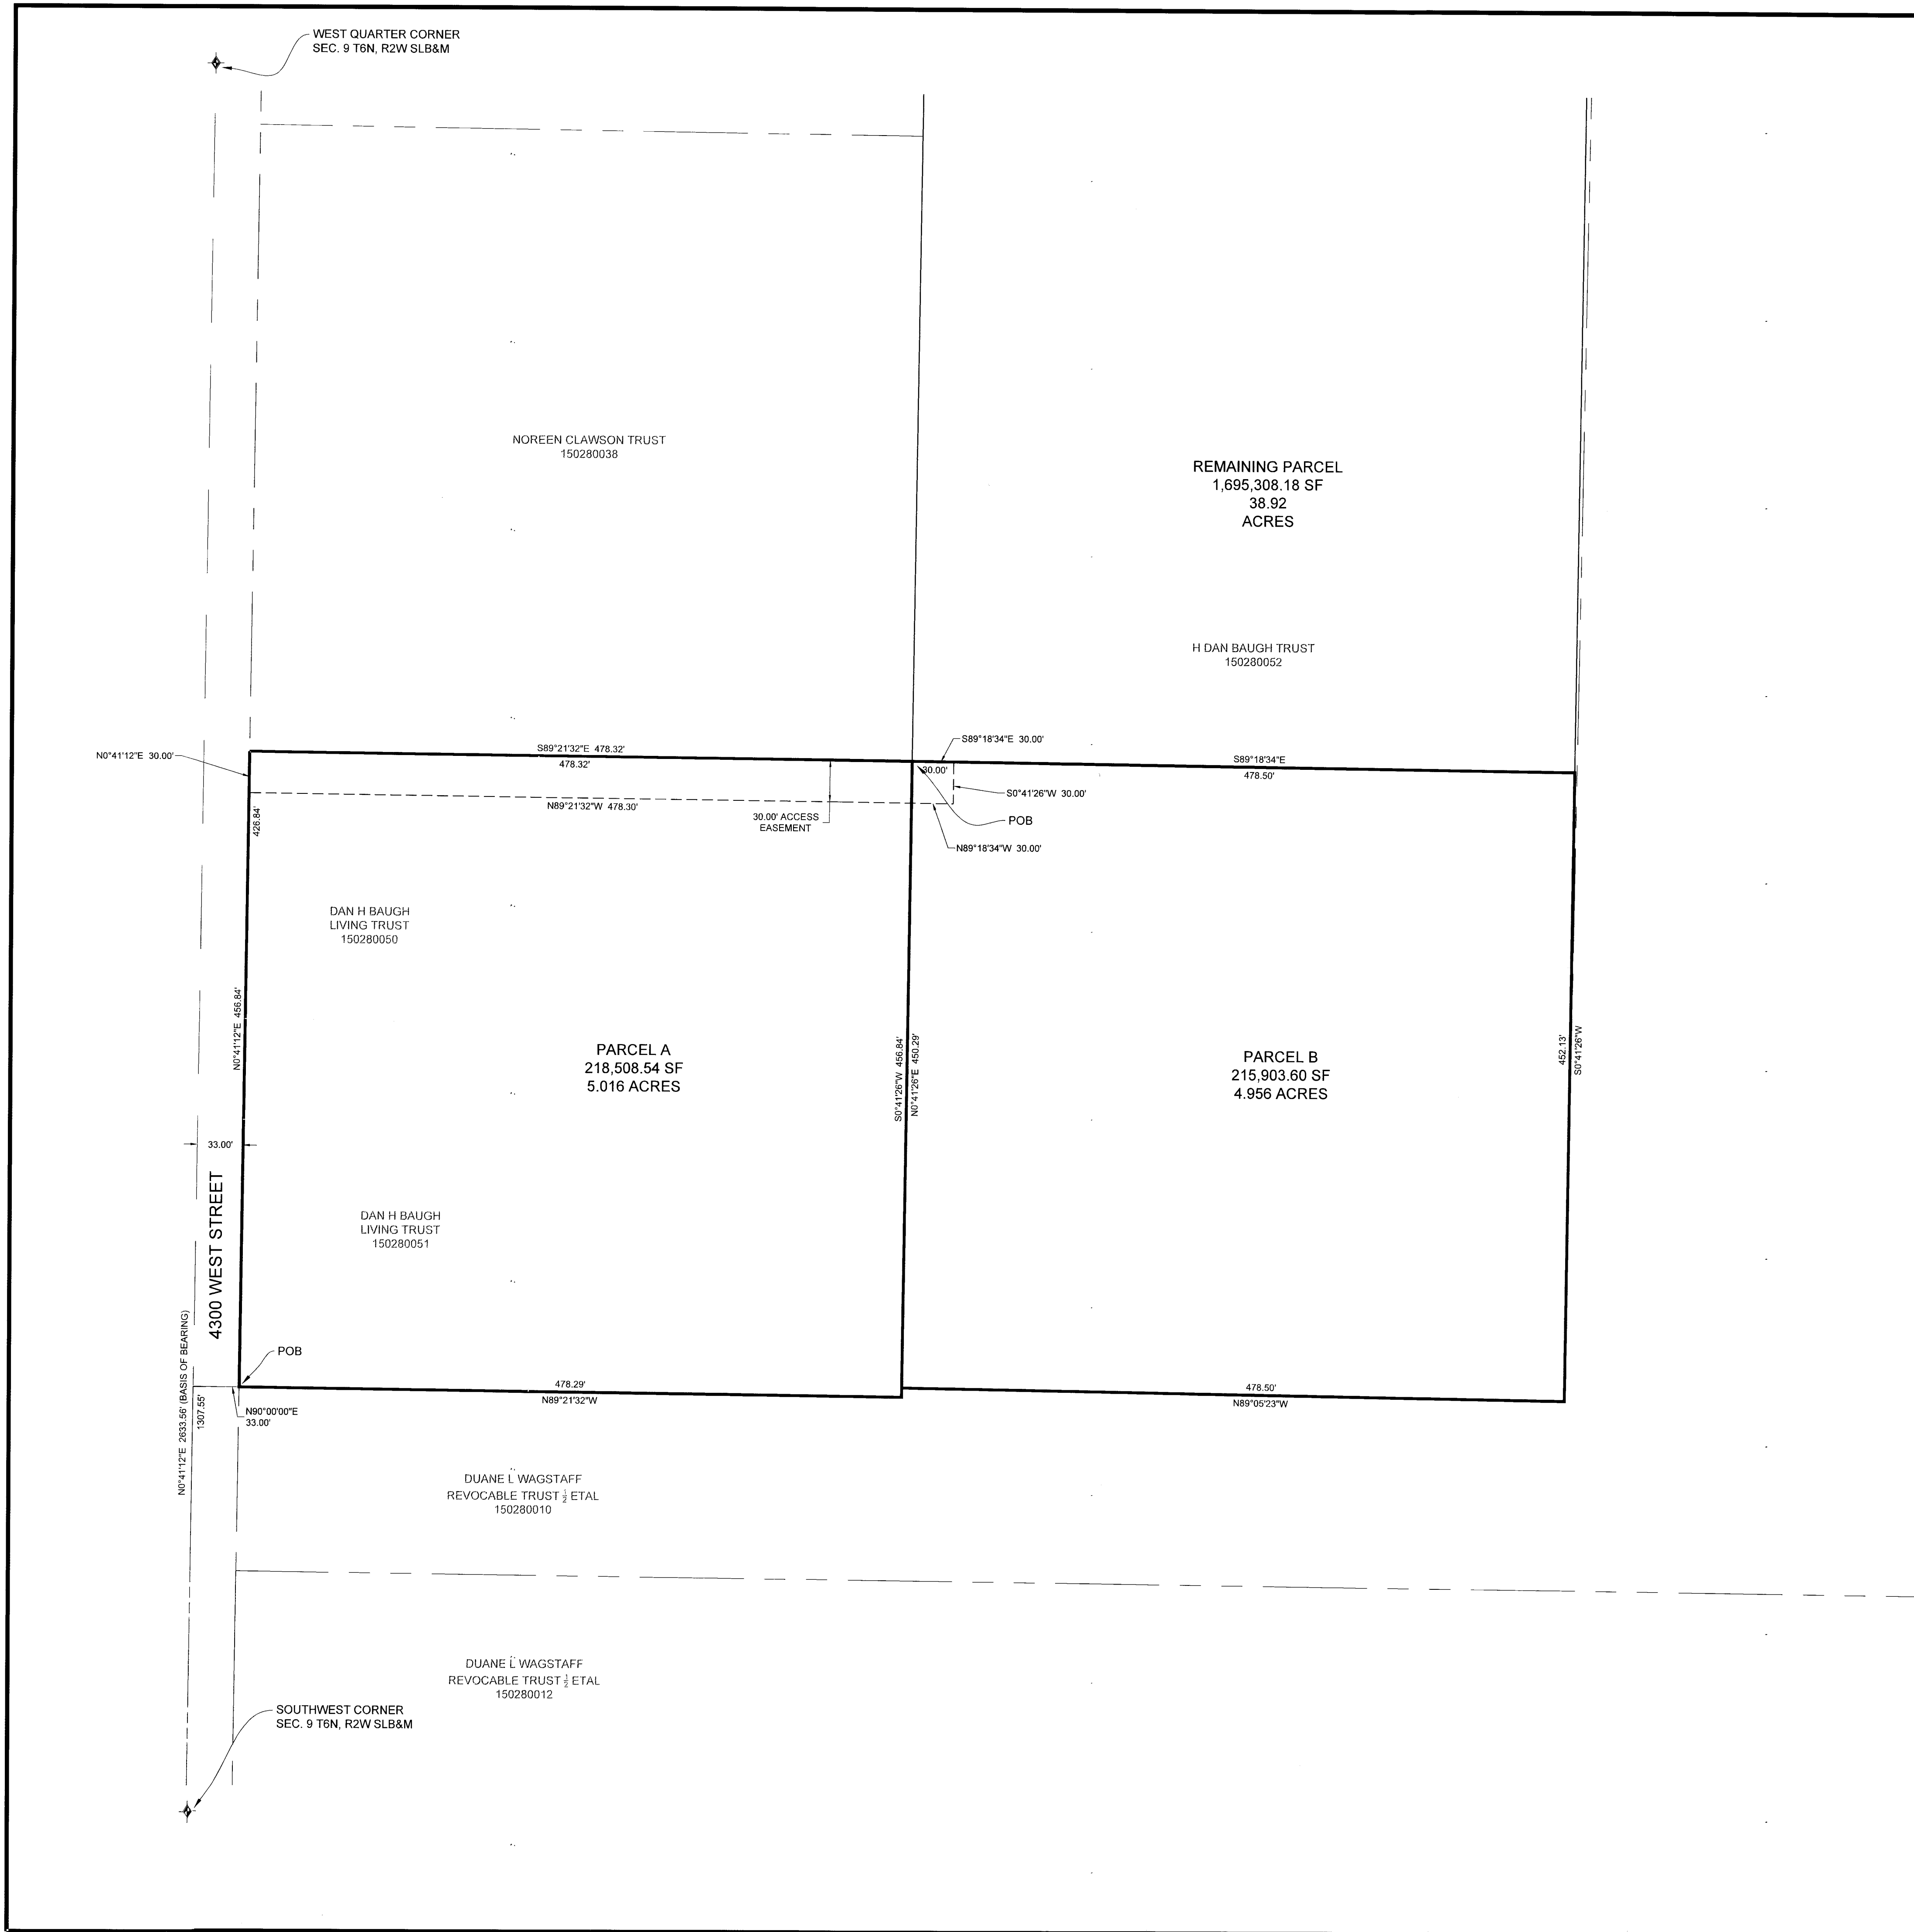 WEST QUARTER CORNER
SEC. 9 T6N, R2W SLB&M
NOREEN CLAWSON TRUST
150280038
REMAINING PARCEL
1,695,308.18 SF
38.92
ACRES
H DAN BAUGH TRUST
150280052
N0°41'12"E 30.00'
S89°21'32"E 478.32'
478.32'
S89°18'34"E 30.00'
30.00'
S89°18'34"E
478.50'
S0°41'26"W 30.00'
N89°21'32"W 478.30'
30.00' ACCESS
EASEMENT
POB
N89°18'34"W 30.00'
426.84'
DAN H BAUGH
LIVING TRUST
150280050
N0°41'12"E 456.84'
PARCEL A
218,508.54 SF
5.016 ACRES
S0°41'26"W 456.84'
N0°41'26"E 450.29'
PARCEL B
215,903.60 SF
4.956 ACRES
452.13'
S0°41'26"W
33.00'
4300 WEST STREET
DAN H BAUGH
LIVING TRUST
150280051
POB
N0°41'12"E 2633.56' (BASIS OF BEARING)
1307.55'
N90°00'00"E
33.00'
478.29'
N89°21'32"W
478.50'
N89°05'23"W
DUANE L WAGSTAFF
REVOCABLE TRUST ½ ETAL
150280010
DUANE L WAGSTAFF
REVOCABLE TRUST ½ ETAL
150280012
SOUTHWEST CORNER
SEC. 9 T6N, R2W SLB&M